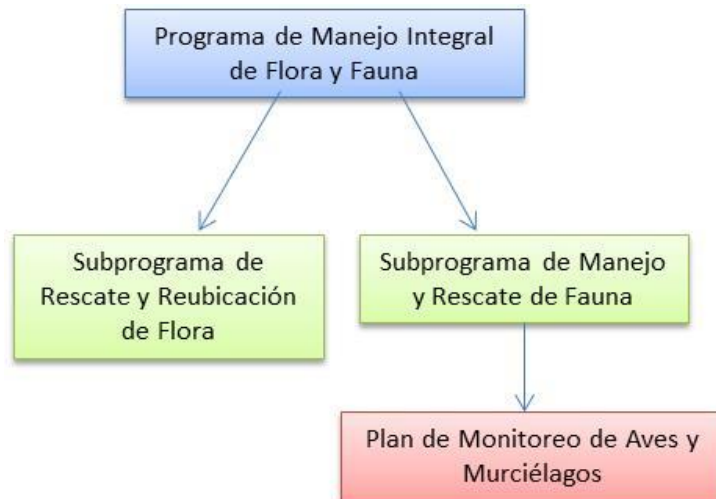 Programa de Manejo Integral
de Flora y Fauna
Subprograma de
Rescate y Reubicación
de Flora
Subprograma de Manejo
y Rescate de Fauna
Plan de Monitoreo de Aves y
Murciélagos